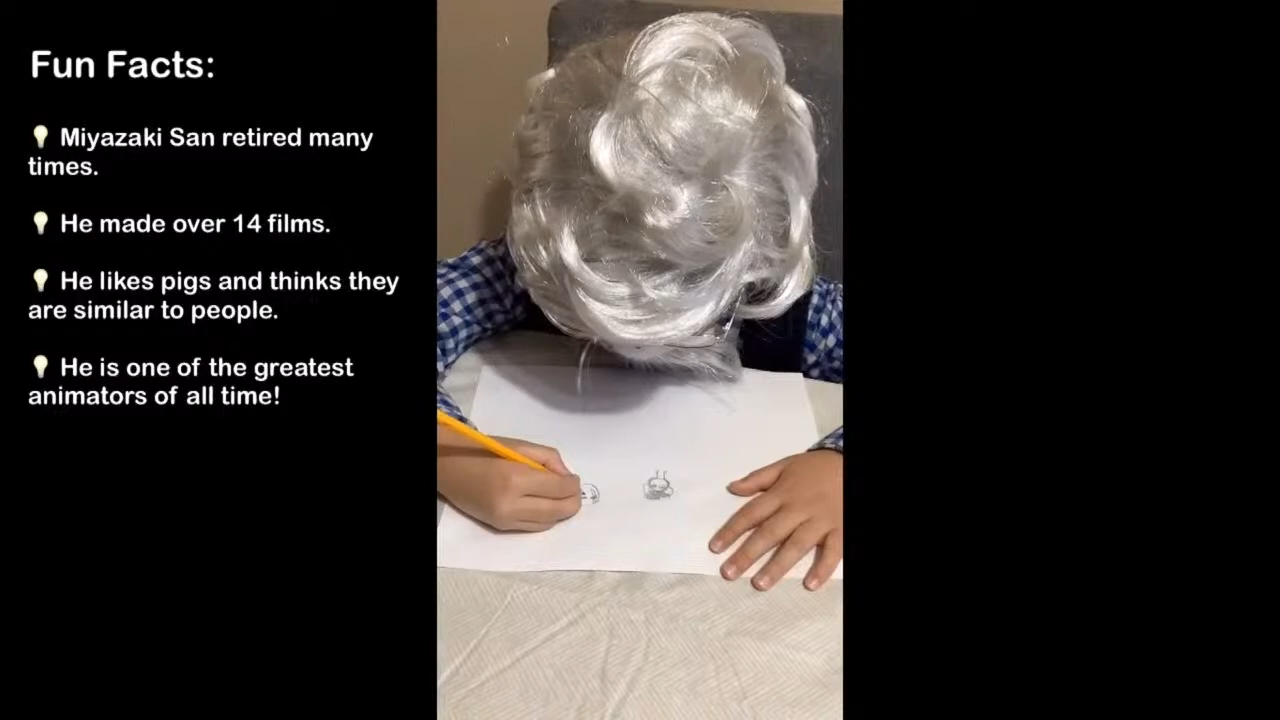 Fun Facts:
💡 Miyazaki San retired many
times.
💡 He made over 14 films.
💡 He likes pigs and thinks they
are similar to people.
💡 He is one of the greatest
animators of all time!